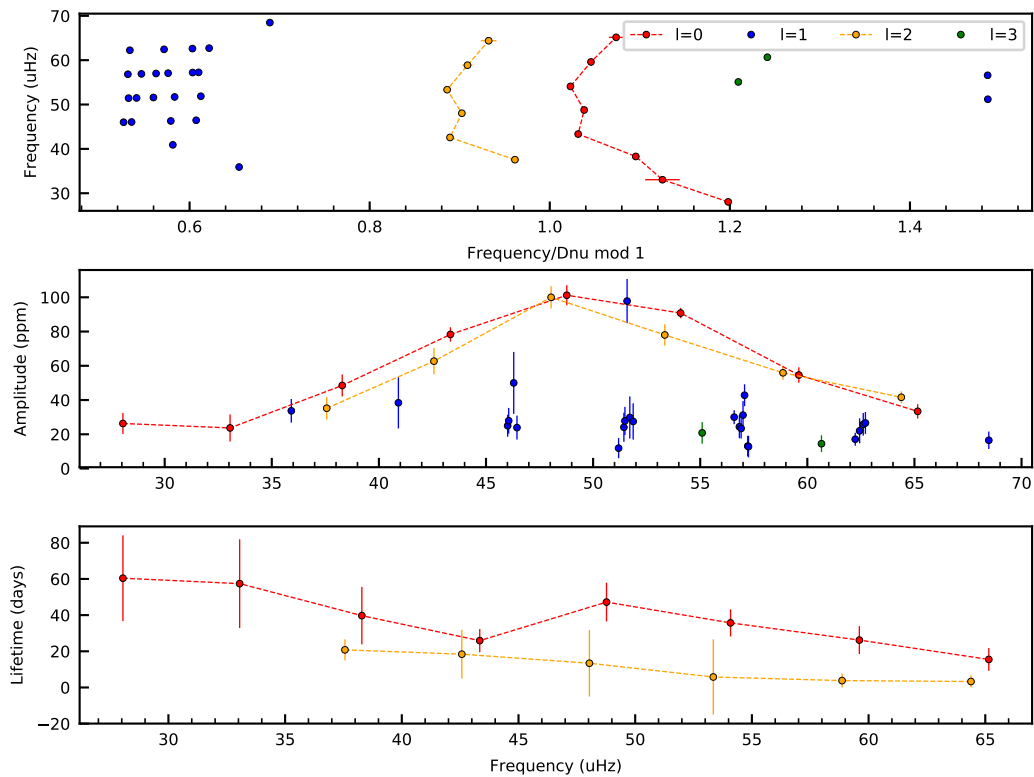 70
60
50
40
30
Frequency (uHz)
l=0 l=1 l=2 l=3
0.6 0.8 1.0 1.2 1.4
Frequency/Dnu mod 1
100
80
60
40
20
0
Amplitude (ppm)
30 35 40 45 50 55 60 65 70
80
60
40
20
0
−20
Lifetime (days)
30 35 40 45 50 55 60 65
Frequency (uHz)